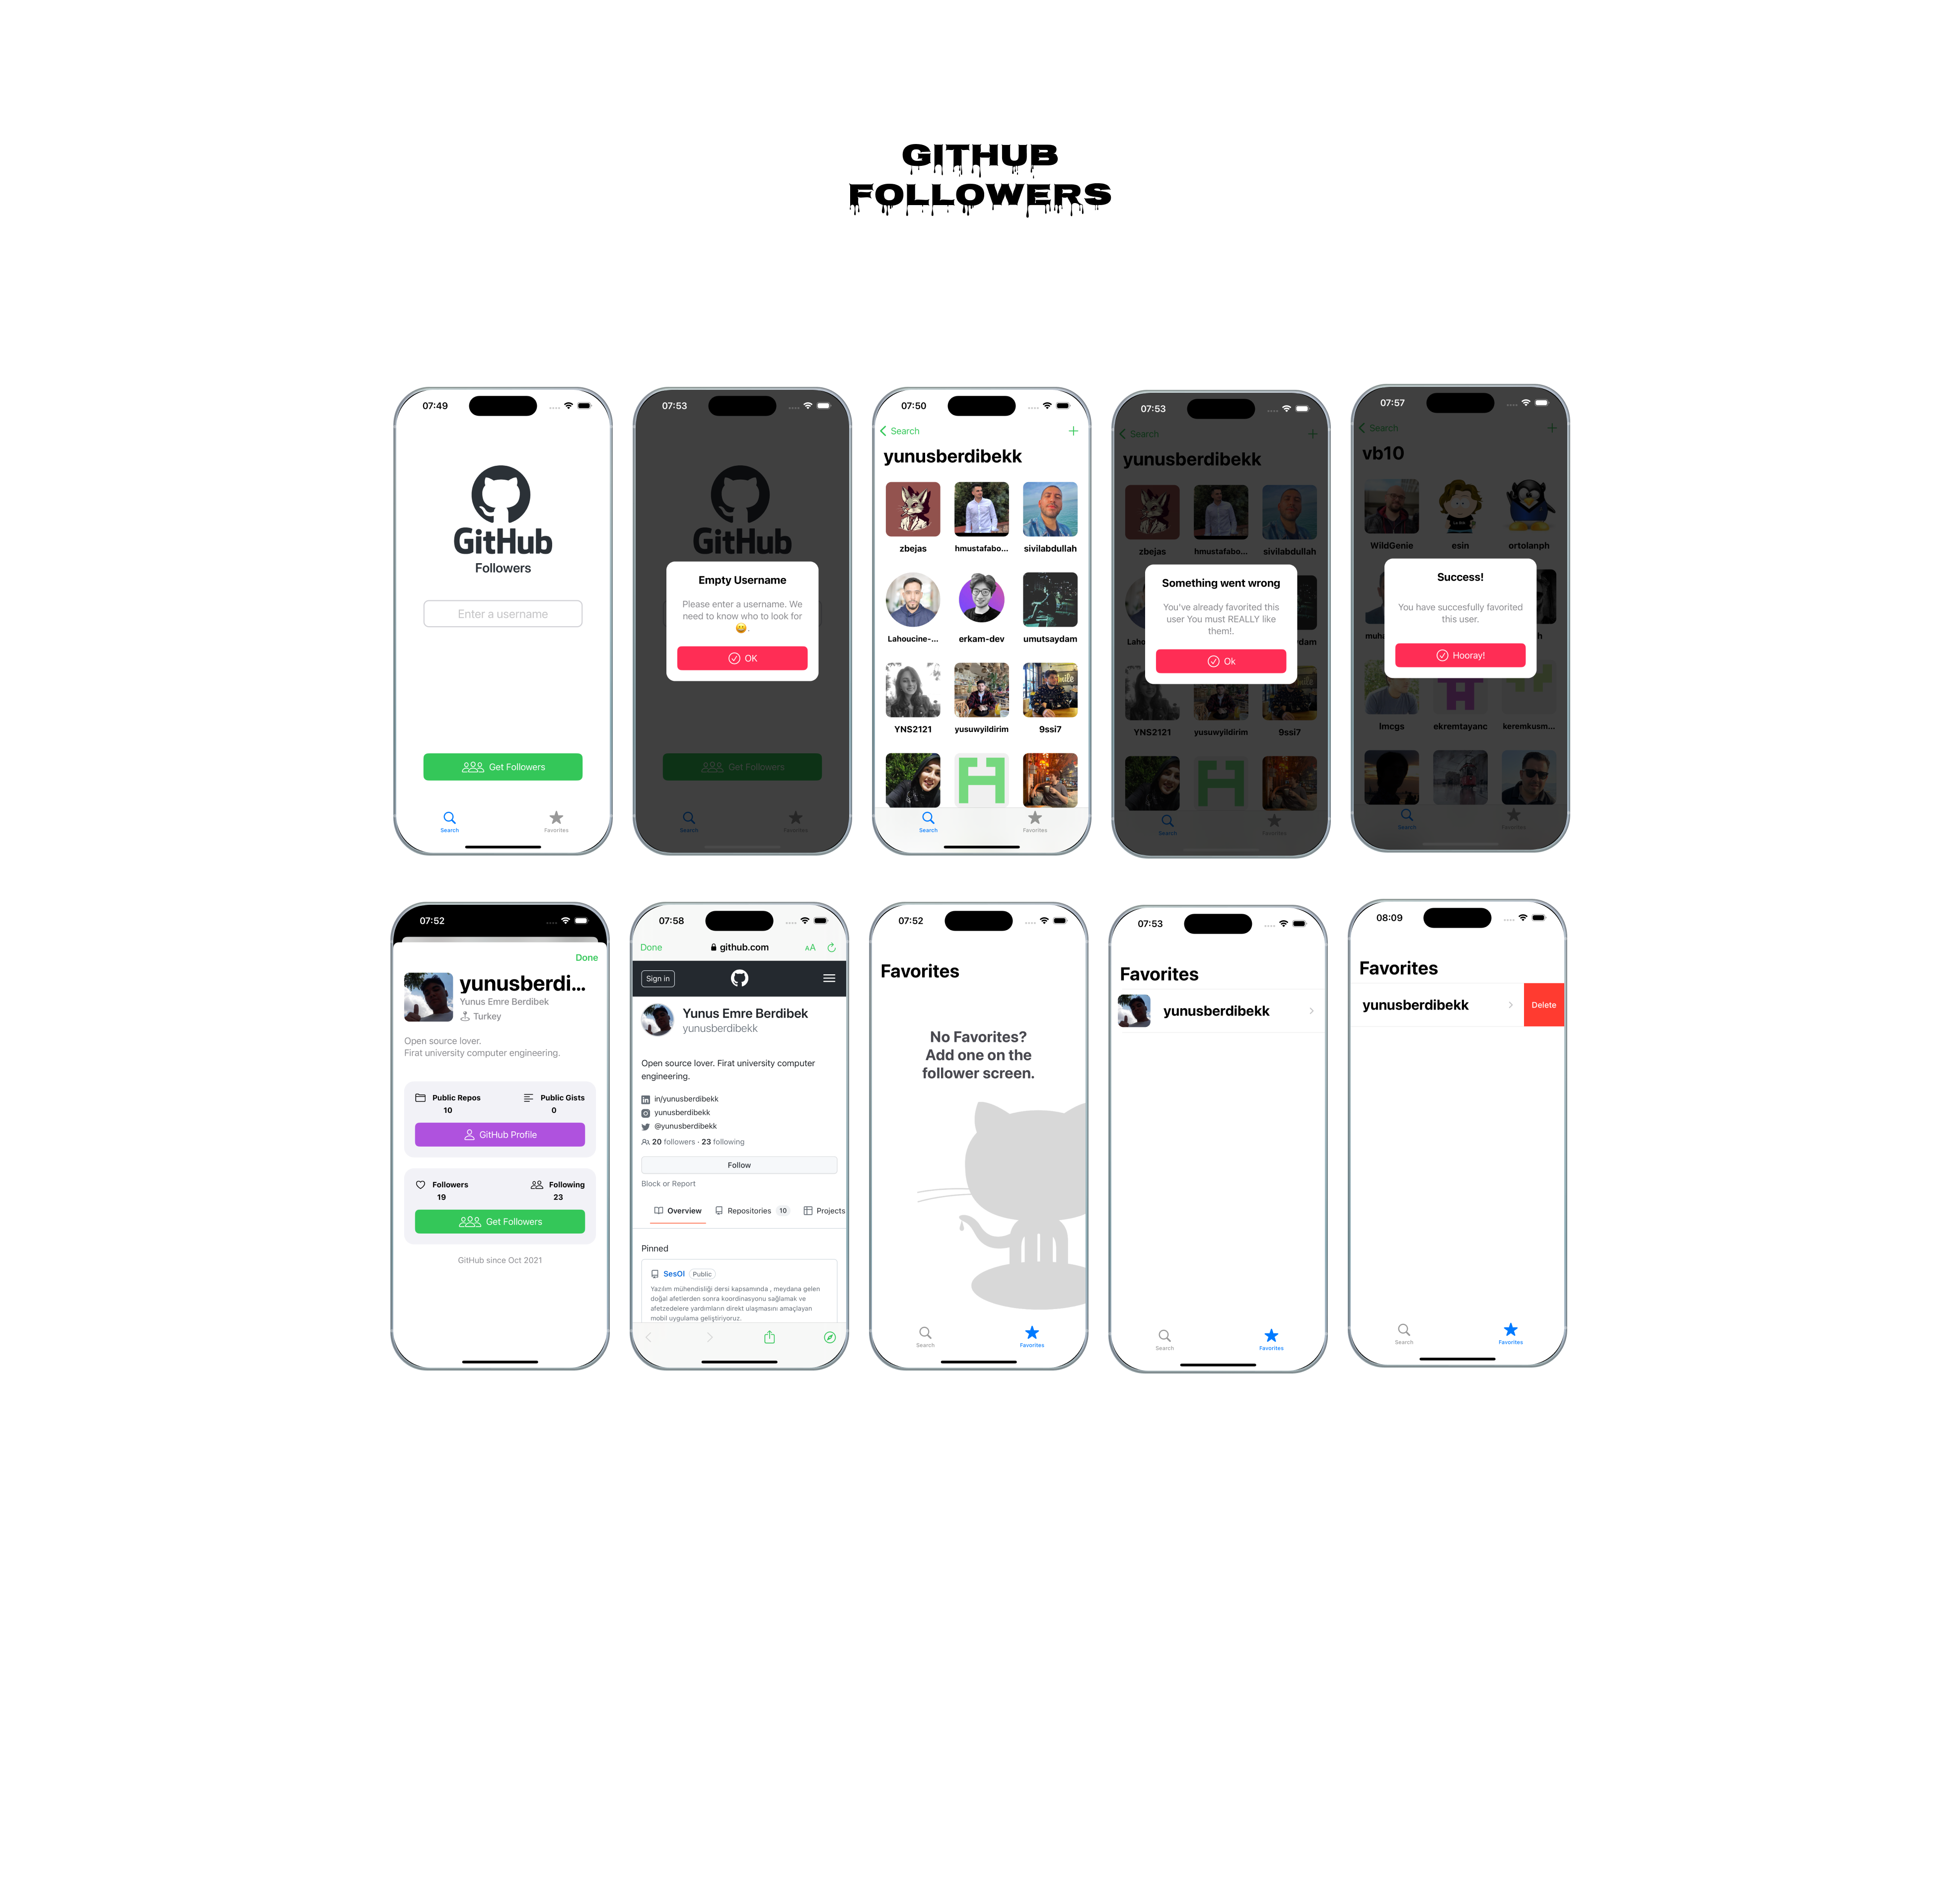 GITHUB
FOLLOWERS
07:49
GitHub
Followers
Enter a username
Get Followers
Search
Favorites
07:53
GitHub
Empty Username
Please enter a username. We
need to know who to look for
😀.
OK
Get Followers
Search
Favorites
07:50
Search
yunusberdibekk
zbejas
hmustafabo...
sivilabdullah
Lahoucine-...
erkam-dev
umutsaydam
YNS2121
yusuwyildirim
9ssi7
Search
Favorites
07:53
Search
yunusberdibekk
zbejas
hmustafabo...
sivilabdullah
Something went wrong
You've already favorited this
user You must REALLY like
them!.
Ok
Laho
dam
YNS2121
yusuwyildirim
9ssi7
Search
Favorites
07:57
Search
vb10
WildGenie
esin
ortolanph
Success!
You have succesfully favorited
this user.
Hooray!
muha
h
lmcgs
ekremtayanc
keremkusm...
Search
Favorites
07:52
Done
yunusberdi...
Yunus Emre Berdibek
Turkey
Open source lover.
Firat university computer engineering.
Public Repos
10
Public Gists
0
GitHub Profile
Followers
19
Following
23
Get Followers
GitHub since Oct 2021
07:58
Done
github.com
AA
Sign in
Yunus Emre Berdibek
yunusberdibekk
Open source lover. Firat university computer
engineering.
in/yunusberdibekk
yunusberdibekk
@yunusberdibekk
20 followers · 23 following
Follow
Block or Report
Overview
Repositories 10
Projects
Pinned
SesOl Public
Yazılım mühendisliği dersi kapsamında , meydana gelen
doğal afetlerden sonra koordinasyonu sağlamak ve
afetzedelere yardımların direkt ulaşmasını amaçlayan
mobil uygulama geliştiriyoruz.
07:52
Favorites
No Favorites?
Add one on the
follower screen.
Search
Favorites
07:53
Favorites
yunusberdibekk
Search
Favorites
08:09
Favorites
yunusberdibekk
Delete
Search
Favorites